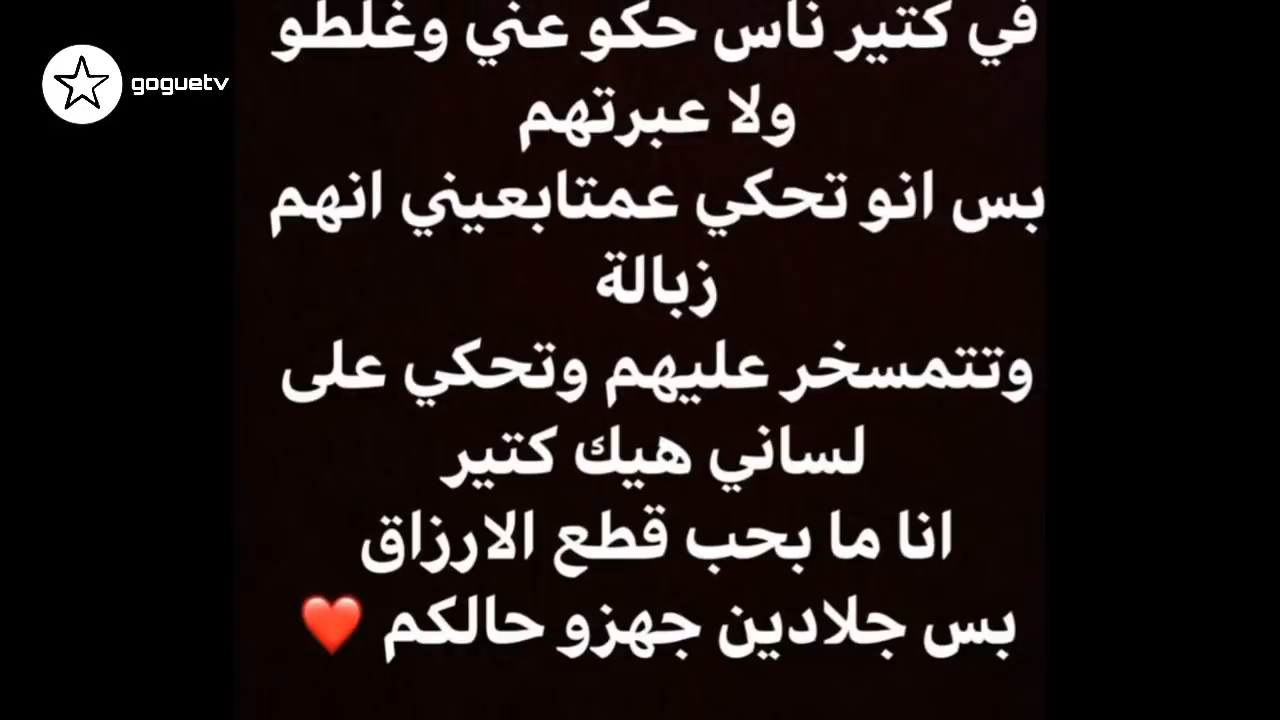 goguetv
في كتير ناس حكو عني وغلطو
ولا عبرتهم
بس انو تحكي عمتابعيني انهم
زبالة
وتتمسخر عليهم وتحكي على
لساني هيك كتير
انا ما بحب قطع الارزاق
بس جلادين جهزو حالكم ❤️